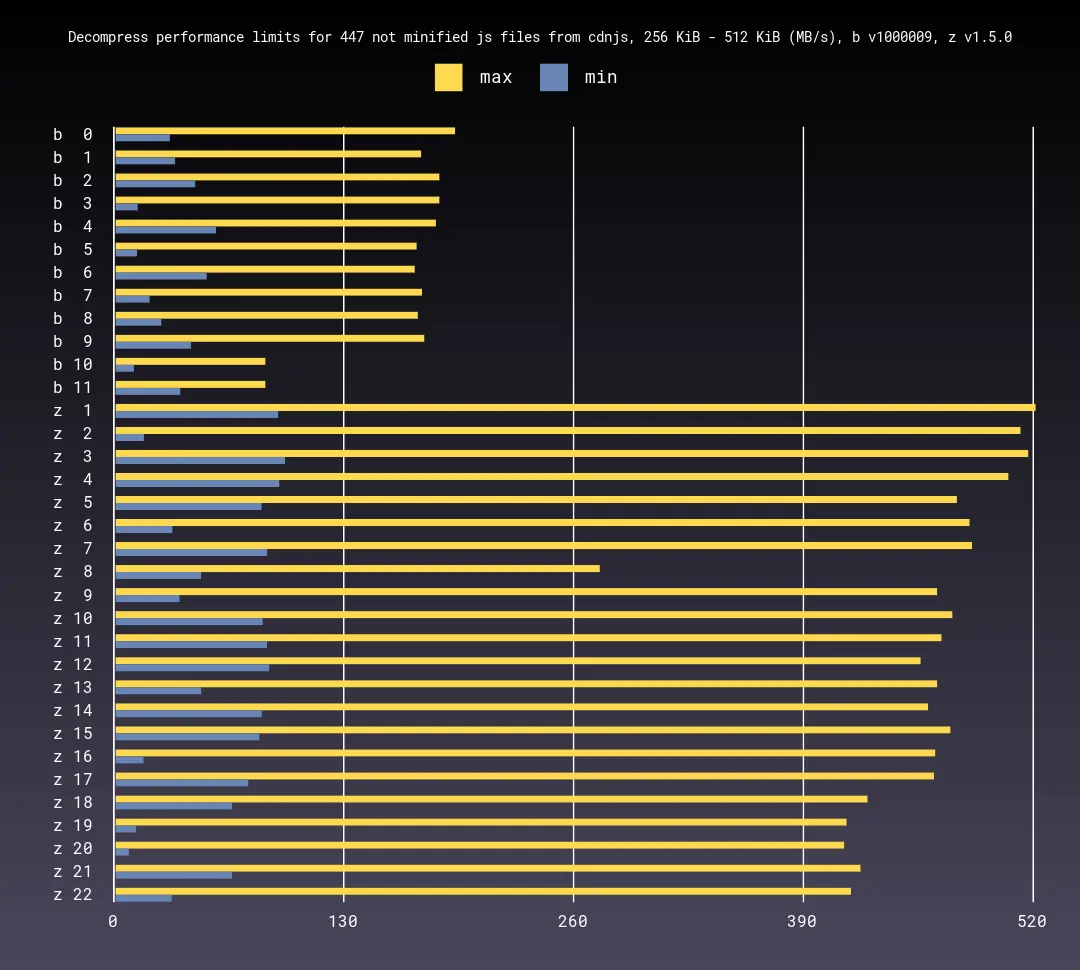 Decompress performance limits for 447 not minified js files from cdnjs, 256 KiB - 512 KiB (MB/s), b v1000009, z v1.5.0
max min
b 0
b 1
b 2
b 3
b 4
b 5
b 6
b 7
b 8
b 9
b 10
b 11
z 1
z 2
z 3
z 4
z 5
z 6
z 7
z 8
z 9
z 10
z 11
z 12
z 13
z 14
z 15
z 16
z 17
z 18
z 19
z 20
z 21
z 22
0 130 260 390 520